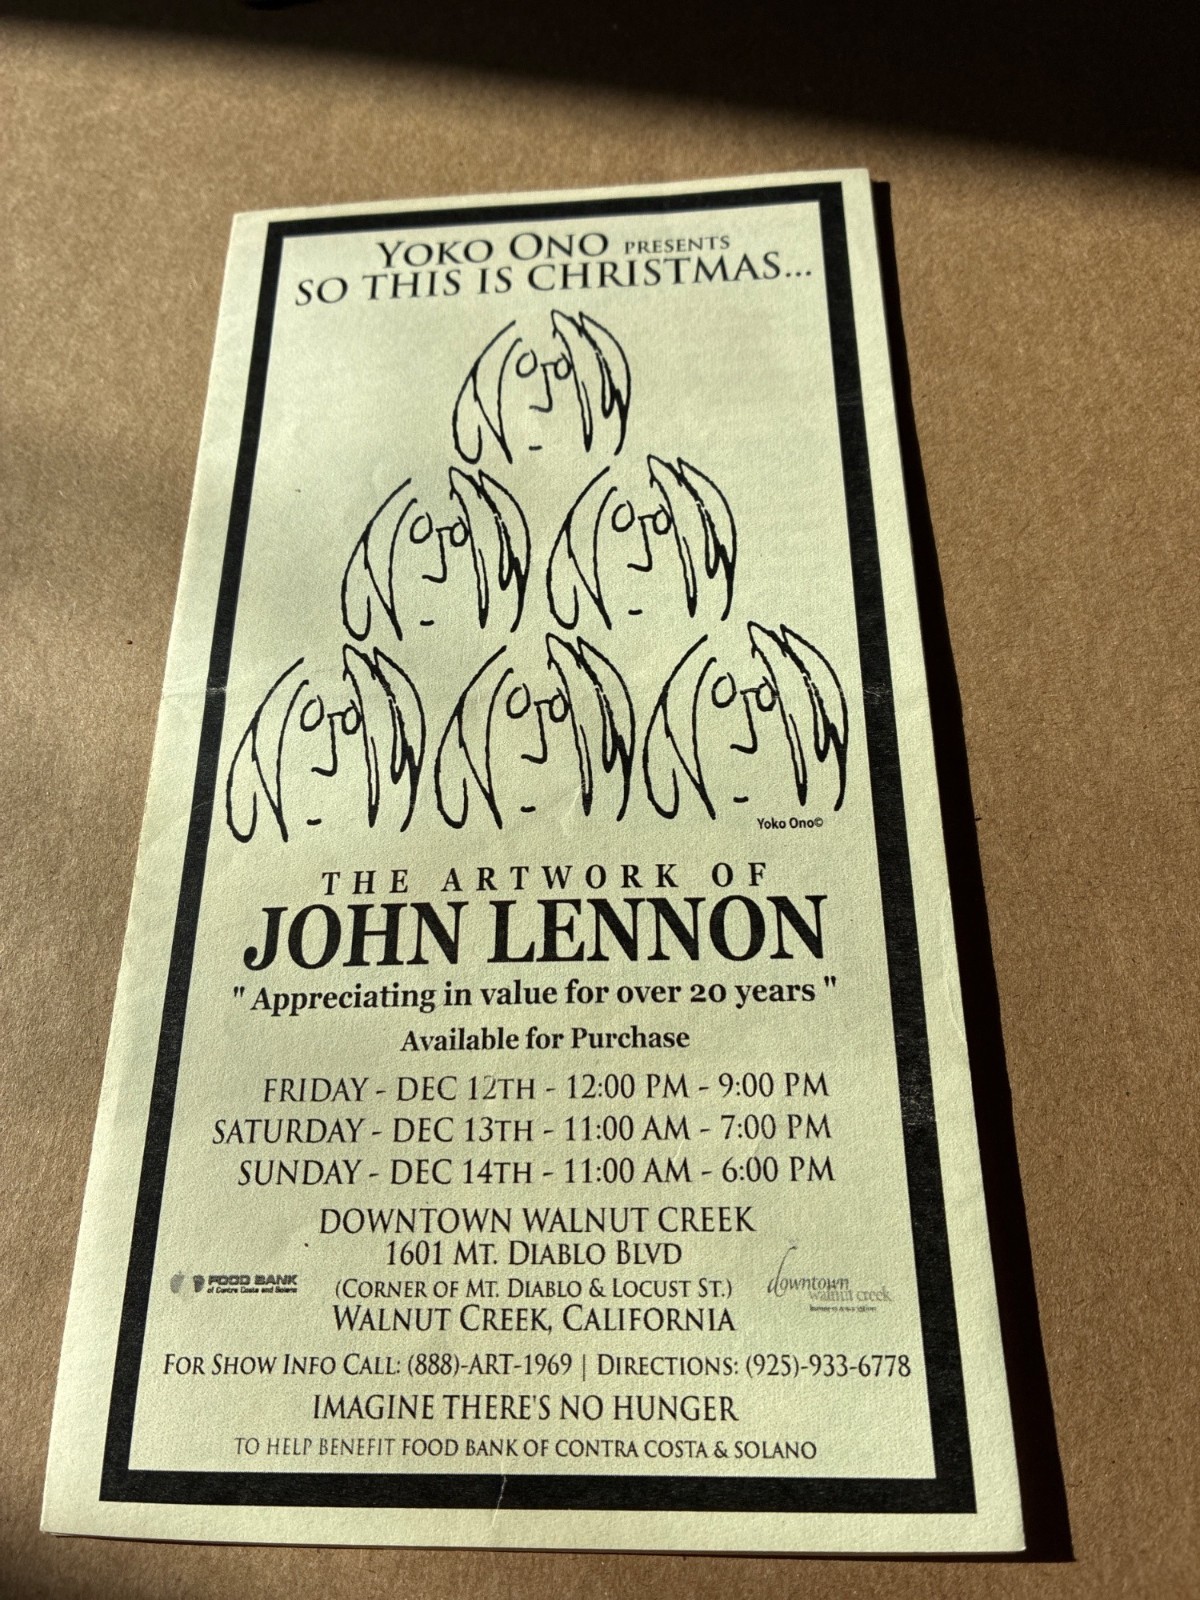 YOKO ONO PRESENTS
SO THIS IS CHRISTMAS...
Yoko Ono©
THE ARTWORK OF
JOHN LENNON
" Appreciating in value for over 20 years "
Available for Purchase
FRIDAY - DEC 12TH - 12:00 PM - 9:00 PM
SATURDAY - DEC 13TH - 11:00 AM - 7:00 PM
SUNDAY - DEC 14TH - 11:00 AM - 6:00 PM
DOWNTOWN WALNUT CREEK
1601 MT. DIABLO BLVD
FOOD BANK
of Contra Costa and Solano
(CORNER OF MT. DIABLO & LOCUST ST.)
downtown
walnut creek
WALNUT CREEK, CALIFORNIA
FOR SHOW INFO CALL: (888)-ART-1969 | DIRECTIONS: (925)-933-6778
IMAGINE THERE'S NO HUNGER
TO HELP BENEFIT FOOD BANK OF CONTRA COSTA & SOLANO